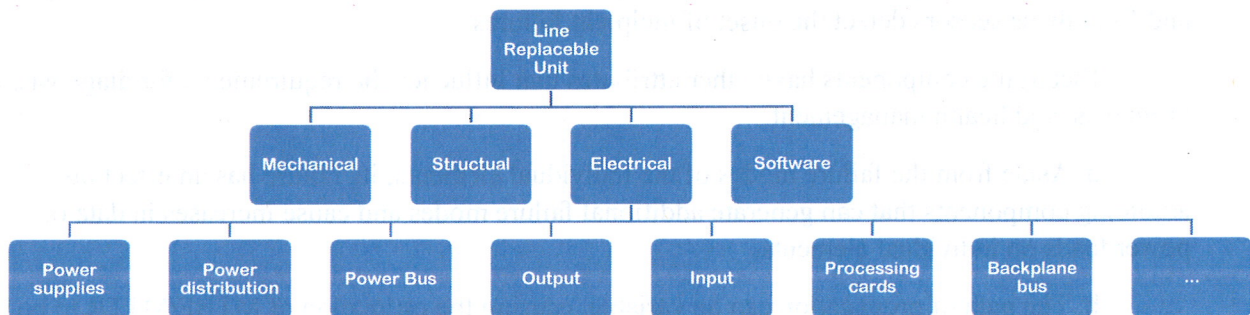 Line
Replaceble
Unit
Mechanical
Structual
Electrical
Software
Power
supplies
Power
distribution
Power Bus
Output
Input
Processing
cards
Backplane
bus
...